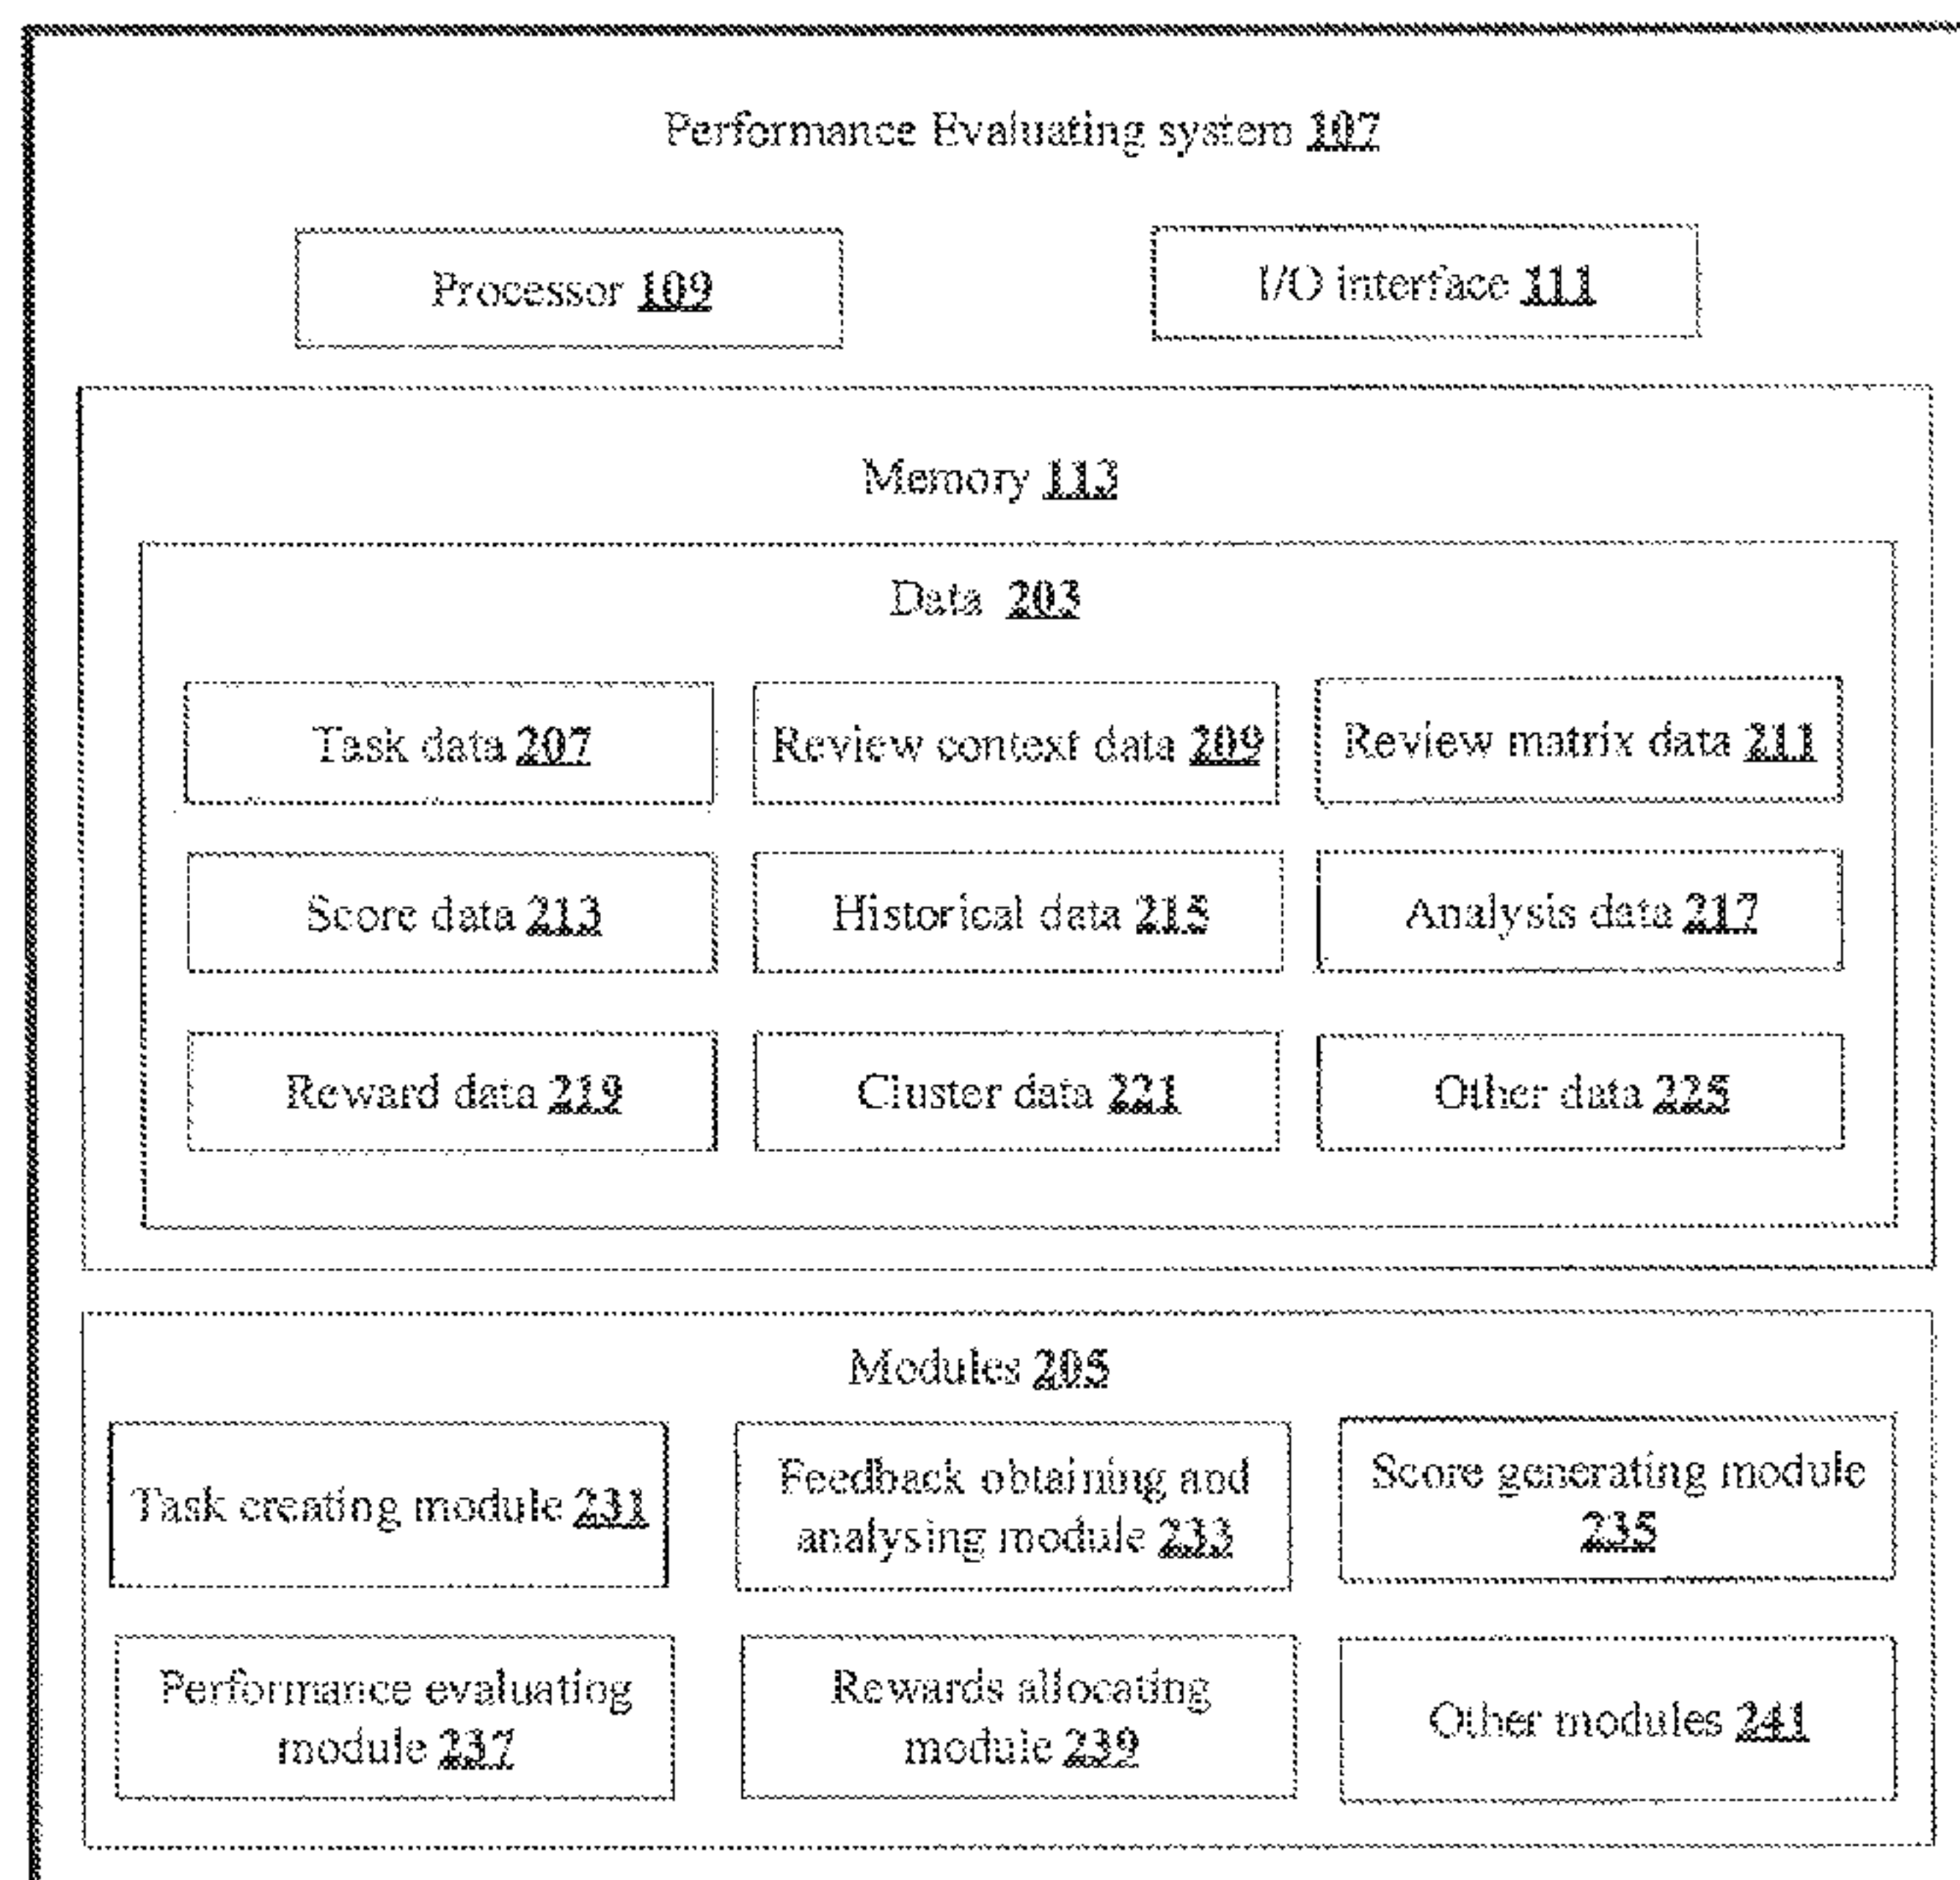 Performance Evaluating system 107
Processor 109
I/O interface 111
Memory 113
Data 203
Task data 207
Review context data 209
Review matrix data 211
Score data 213
Historical data 215
Analysis data 217
Reward data 219
Cluster data 221
Other data 225
Modules 205
Task creating module 231
Feedback obtaining and
analysing module 233
Score generating module
235
Performance evaluating
module 237
Rewards allocating
module 239
Other modules 241